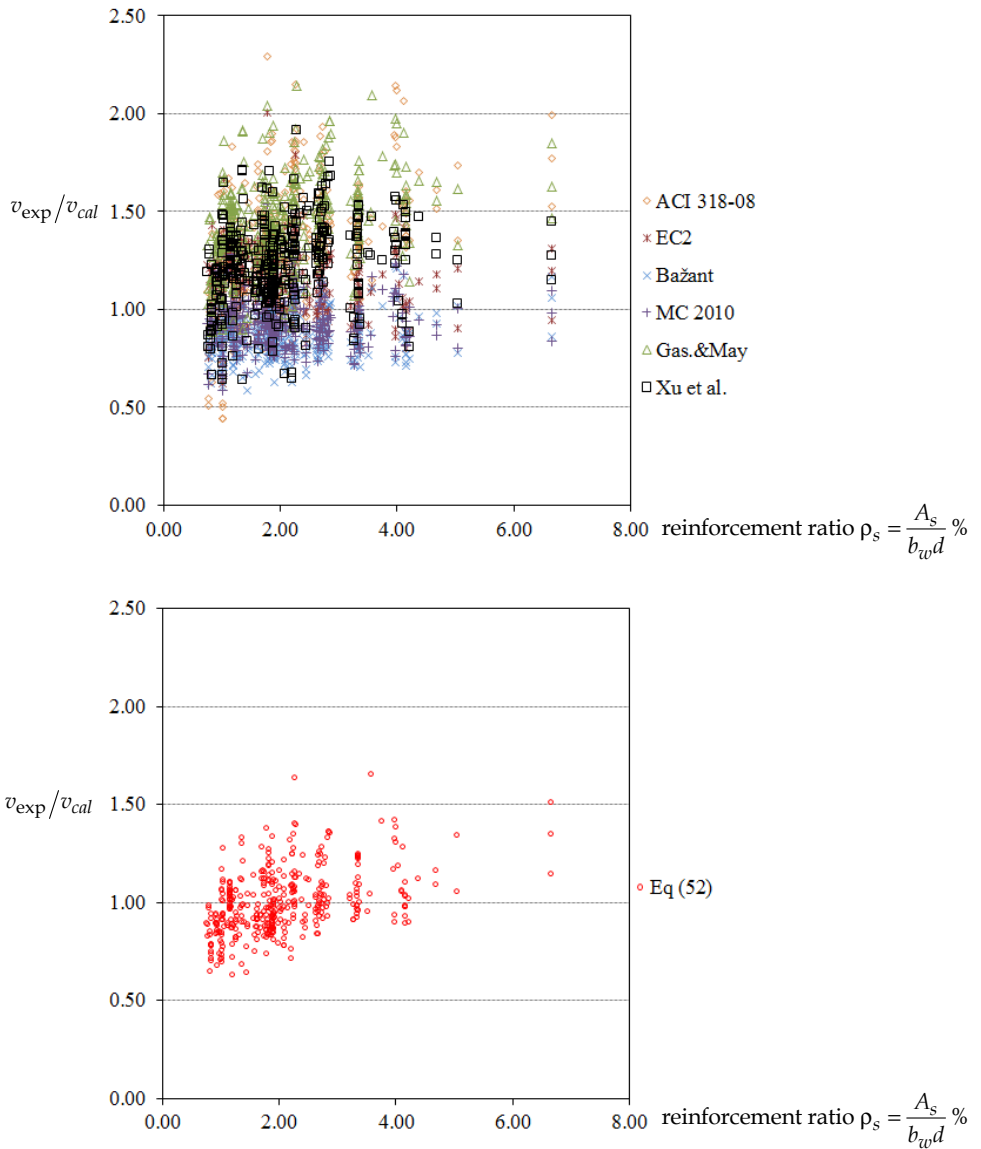 2.50
2.00
v_exp/v_cal
1.50
1.00
0.50
0.00
0.00 2.00 4.00 6.00 8.00
reinforcement ratio ρ_s = A_s / b_w d %
ACI 318-08
EC2
Bažant
MC 2010
Gas.&May
Xu et al.
2.50
2.00
1.50
v_exp/v_cal
1.00
0.50
0.00
0.00 2.00 4.00 6.00 8.00
reinforcement ratio ρ_s = A_s / b_w d %
Eq (52)